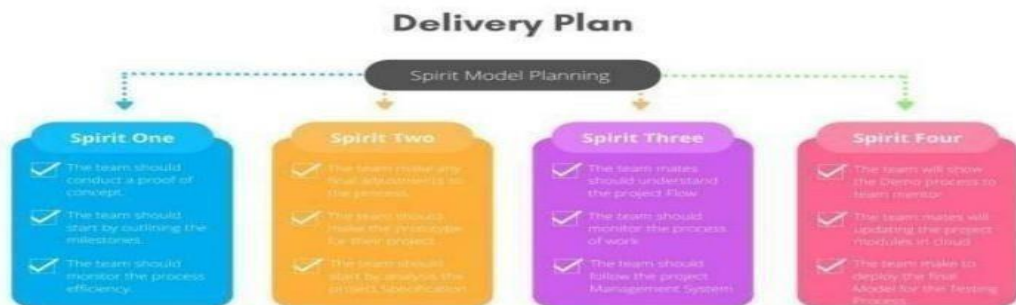 Delivery Plan
Spirit Model Planning
Spirit One
The team should
conduct a proof of
concept.
The team should
start by outlining the
milestones.
The team should
monitor the process
efficiency.
Spirit Two
The team make any
final adjustments to
the process.
The team should
make the prototype
for their project
The team should
start by analysis the
project Specification
Spirit Three
The team mates
should understand
the project Flow
The team should
monitor the process
of work
The team should
follow the project
Management System
Spirit Four
The team will show
the Demo process to
team mentor
The team mates will
updating the project
modules in cloud
The team make to
deploy the final
Model for the Testing
Process